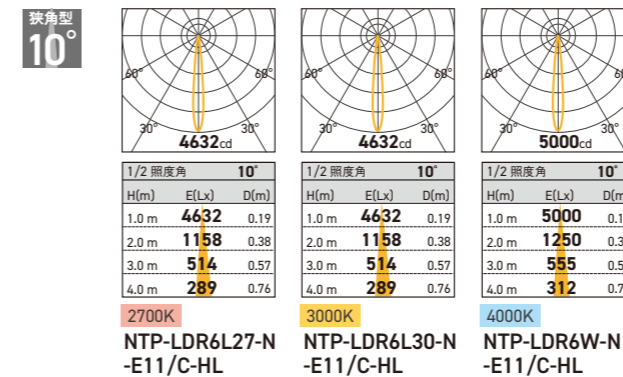 狭角型
10°
60° 60°
30° 30°
4632cd
1/2 照度角 10°
H(m) E(Lx) D(m)
1.0 m 4632 0.19
2.0 m 1158 0.38
3.0 m 514 0.57
4.0 m 289 0.76
2700K
NTP-LDR6L27-N
-E11/C-HL
60° 60°
30° 30°
4632cd
1/2 照度角 10°
H(m) E(Lx) D(m)
1.0 m 4632 0.19
2.0 m 1158 0.38
3.0 m 514 0.57
4.0 m 289 0.76
3000K
NTP-LDR6L30-N
-E11/C-HL
60°
30° 30°
5000cd
1/2 照度角 10°
H(m) E(Lx)
1.0 m 5000
2.0 m 1250
3.0 m 555
4.0 m 312
4000K
NTP-LDR6W-N
-E11/C-HL